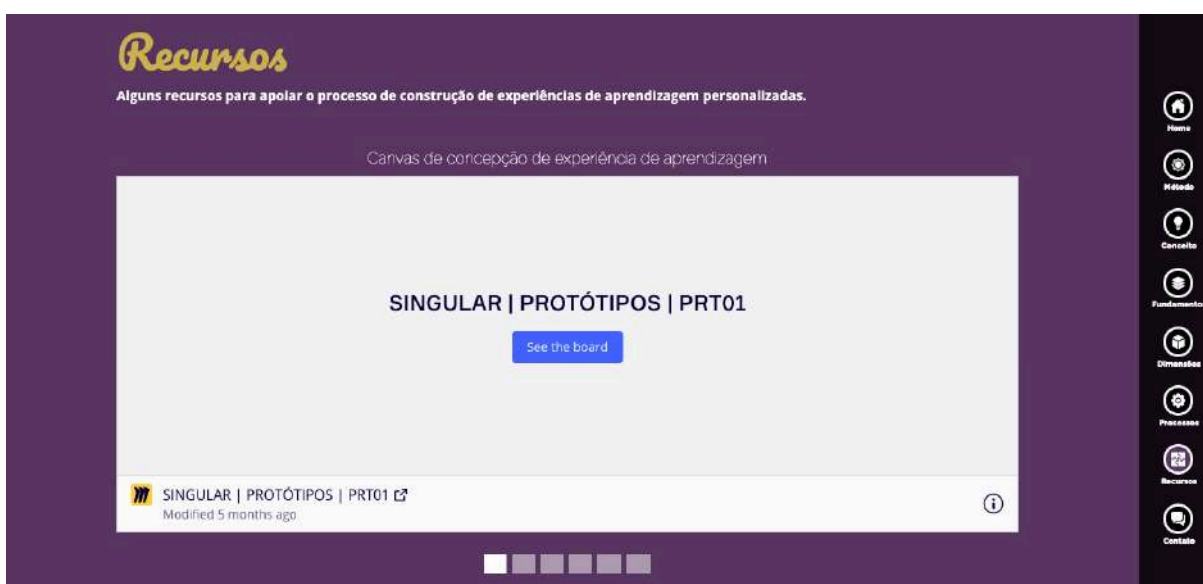 Recursos
Alguns recursos para apoiar o processo de construção de experiências de aprendizagem personalizadas.
Canvas de concepção de experiência de aprendizagem
SINGULAR | PROTÓTIPOS | PRT01
See the board
SINGULAR | PROTÓTIPOS | PRT01
Modified 5 months ago
Home
Método
Conceito
Fundamento
Dimensões
Processos
Recursos
Contato